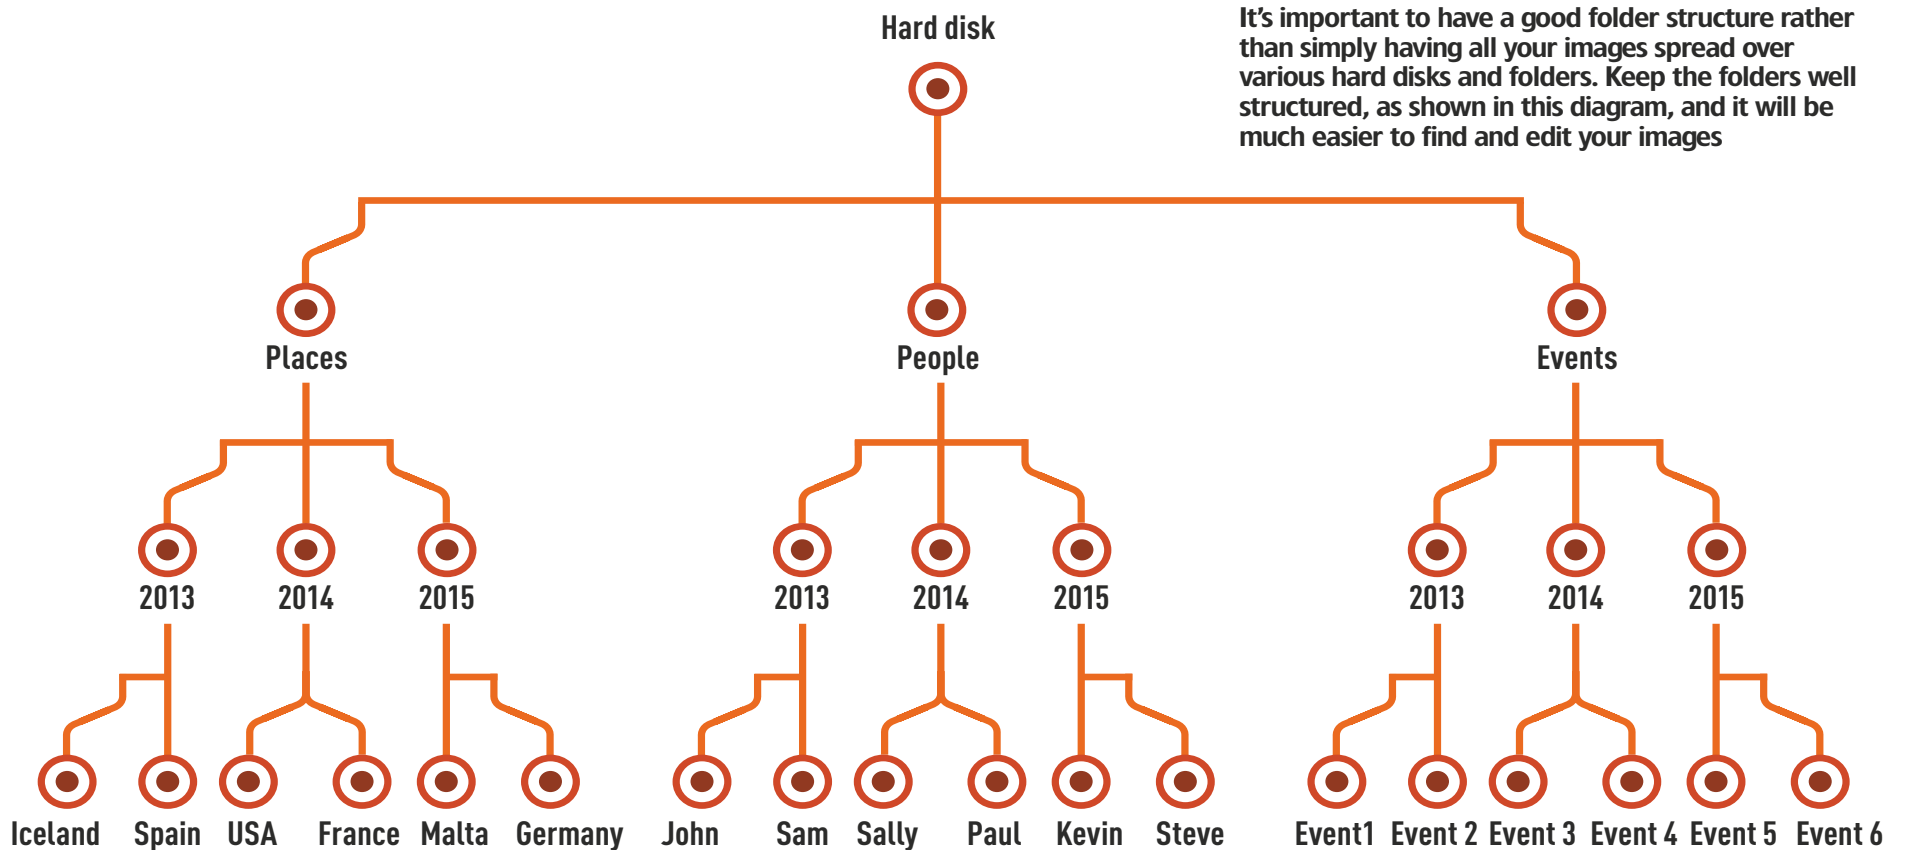 Hard disk
It's important to have a good folder structure rather
than simply having all your images spread over
various hard disks and folders. Keep the folders well
structured, as shown in this diagram, and it will be
much easier to find and edit your images
Places People Events
2013 2014 2015 2013 2014 2015 2013 2014 2015
Iceland Spain USA France Malta Germany John Sam Sally Paul Kevin Steve Event1 Event 2 Event 3 Event 4 Event 5 Event 6